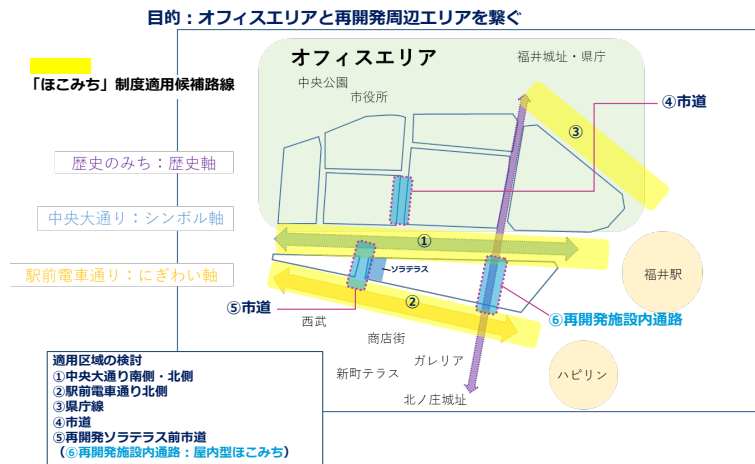 目的：オフィスエリアと再開発周辺エリアを繋ぐ
「ほこみち」制度適用候補路線
オフィスエリア
中央公園
市役所
福井城址・県庁
④市道
③
歴史のみち：歴史軸
中央大通り：シンボル軸
駅前電車通り：にぎわい軸
①
ソラテラス
福井駅
⑤市道
②
⑥再開発施設内通路
西武
商店街
ガレリア
新町テラス
ハピリン
北ノ庄城址
適用区域の検討
①中央大通り南側・北側
②駅前電車通り北側
③県庁線
④市道
⑤再開発ソラテラス前市道
（⑥再開発施設内通路：屋内型ほこみち）